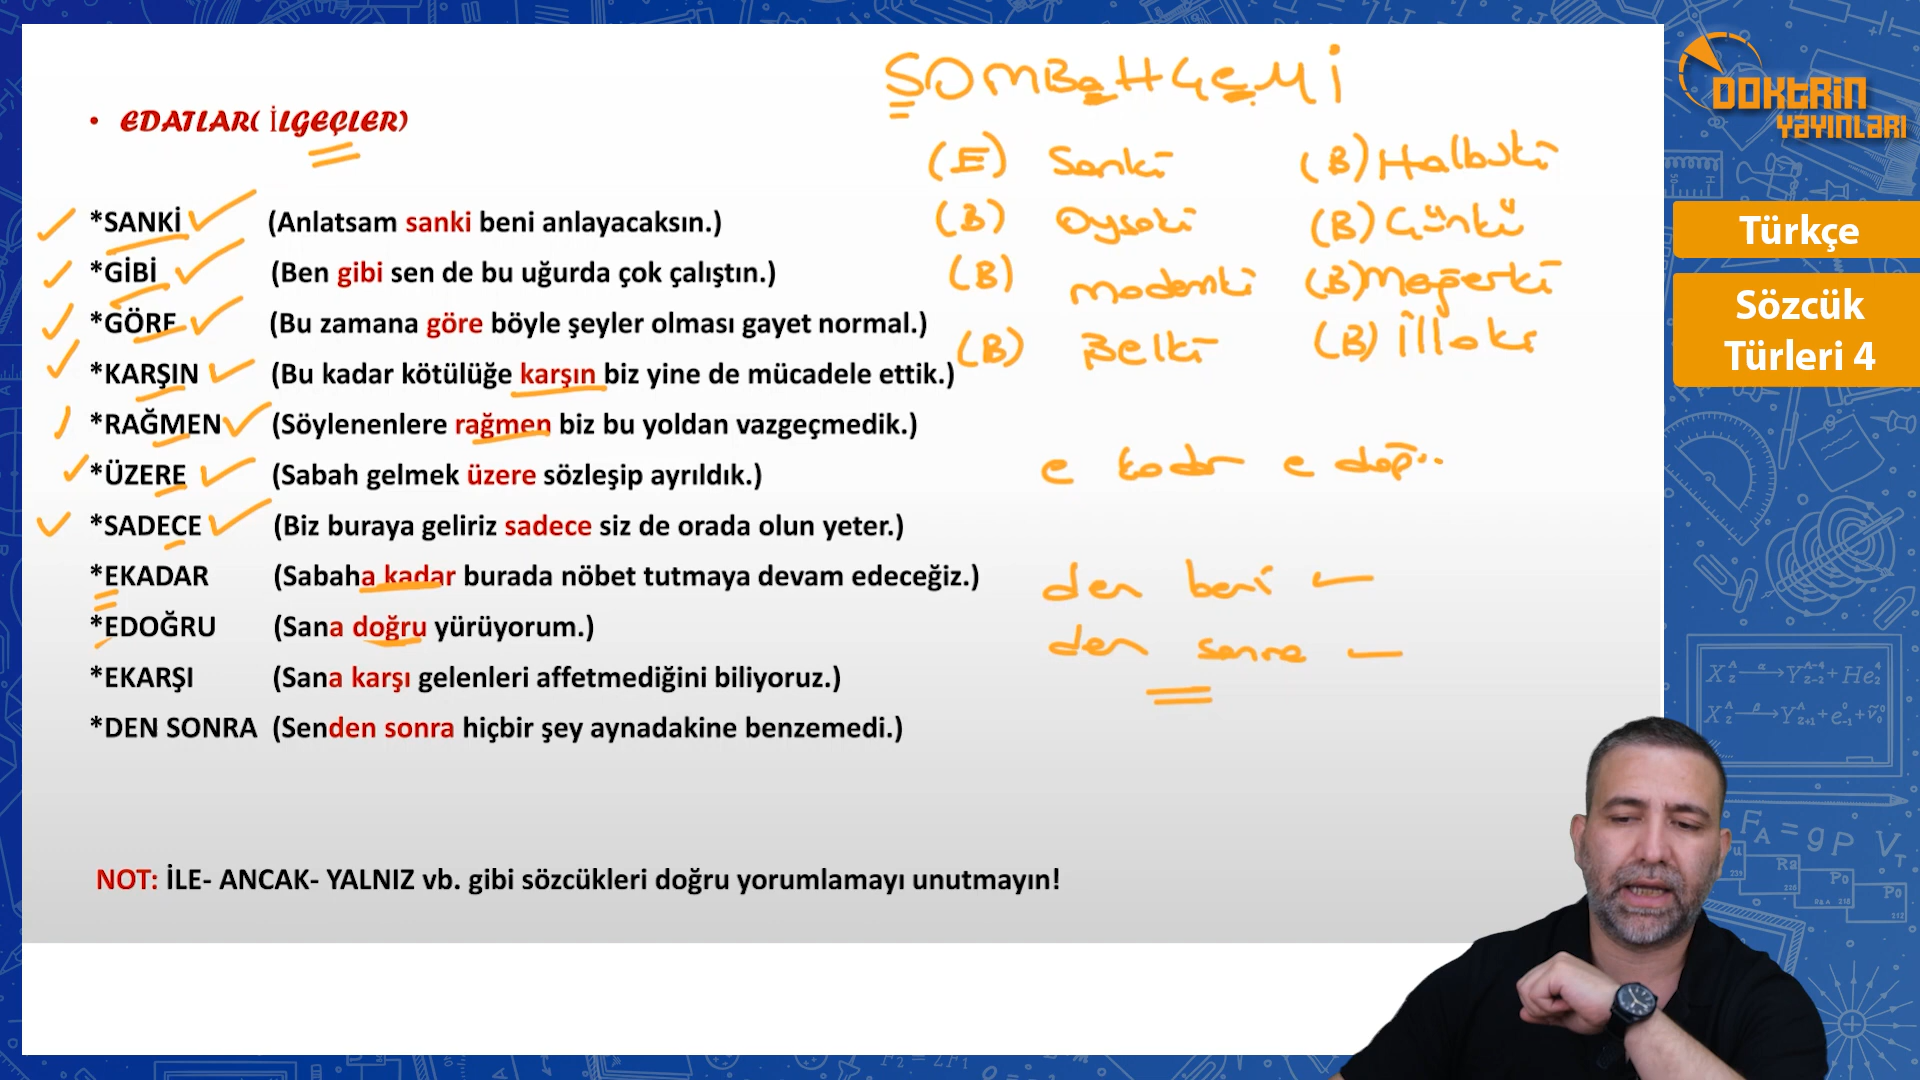 • EDATLAR( İLGEÇLER)
*SANKİ (Anlatsam sanki beni anlayacaksın.)
*GİBİ (Ben gibi sen de bu uğurda çok çalıştın.)
*GÖRE (Bu zamana göre böyle şeyler olması gayet normal.)
*KARŞIN (Bu kadar kötülüğe karşın biz yine de mücadele ettik.)
*RAĞMEN (Söylenenlere rağmen biz bu yoldan vazgeçmedik.)
*ÜZERE (Sabah gelmek üzere sözleşip ayrıldık.)
*SADECE (Biz buraya geliriz sadece siz de orada olun yeter.)
*EKADAR (Sabaha kadar burada nöbet tutmaya devam edeceğiz.)
*EDOĞRU (Sana doğru yürüyorum.)
*EKARŞI (Sana karşı gelenleri affetmediğini biliyoruz.)
*DEN SONRA (Senden sonra hiçbir şey aynadakine benzemedi.)
NOT: İLE- ANCAK- YALNIZ vb. gibi sözcükleri doğru yorumlamayı unutmayın!
SOMBAHÇEMİ
(E) Sanki (B) Halbuki
(B) Oysaki (B) Çünkü
(B) Mademki (B) Meğerki
(B) Belki (B) İllaki
e kadar e doğ..
den beri
den sonra
DOKTRİN
YAYINLARI
Türkçe
Sözcük
Türleri 4